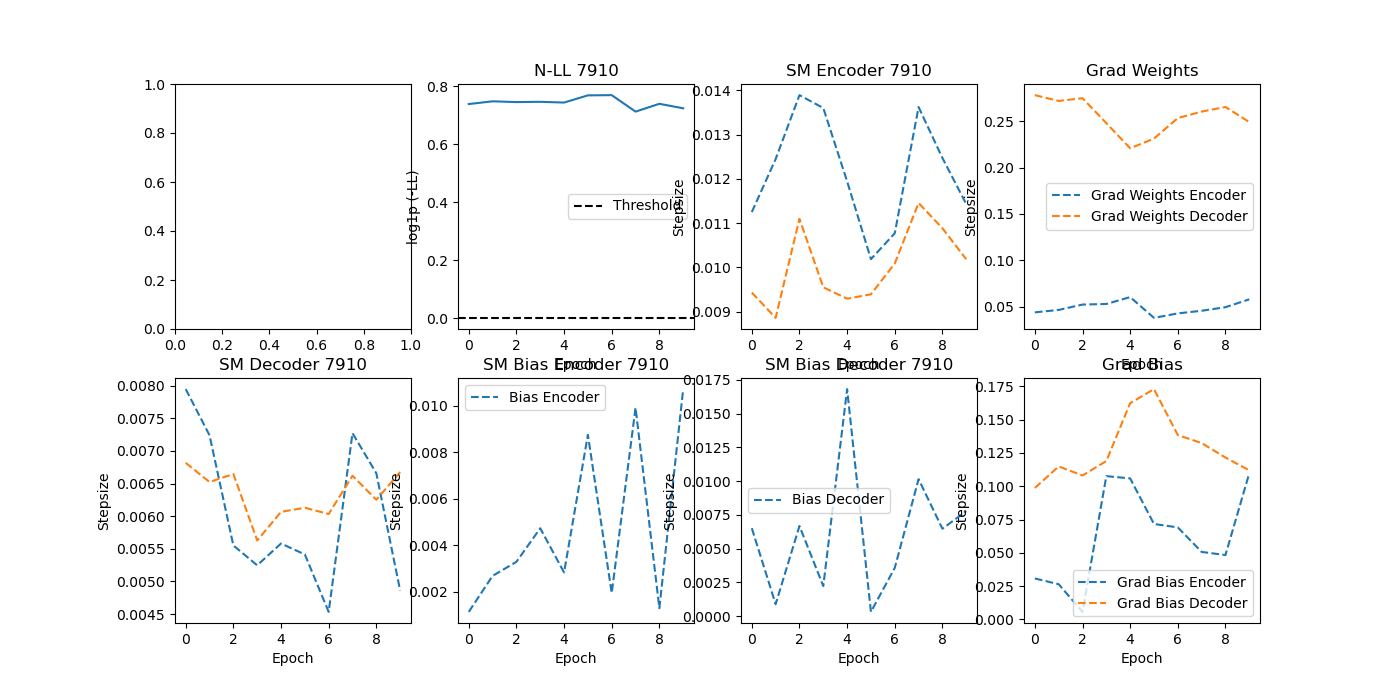 N-LL 7910
SM Encoder 7910
Grad Weights
1.0
0.8
0.6
0.4
0.2
0.0
0.0 0.2 0.4 0.6 0.8 1.0
log1p (-LL)
0.8
0.6
0.4
0.2
0.0
Threshold
0 2 4 6 8
Epoch
Stepsize
0.014
0.013
0.012
0.011
0.010
0.009
0 2 4 6 8
Epoch
Stepsize
0.25
0.20
0.15
0.10
0.05
Grad Weights Encoder
Grad Weights Decoder
0 2 4 6 8
Epoch
SM Decoder 7910
SM Bias Encoder 7910
SM Bias Decoder 7910
Grad Bias
Stepsize
0.0080
0.0075
0.0070
0.0065
0.0060
0.0055
0.0050
0.0045
0 2 4 6 8
Epoch
Stepsize
0.010
0.008
0.006
0.004
0.002
Bias Encoder
0 2 4 6 8
Epoch
Stepsize
0.0175
0.0150
0.0125
0.0100
0.0075
0.0050
0.0025
0.0000
Bias Decoder
0 2 4 6 8
Epoch
Stepsize
0.175
0.150
0.125
0.100
0.075
0.050
0.025
0.000
Grad Bias Encoder
Grad Bias Decoder
0 2 4 6 8
Epoch